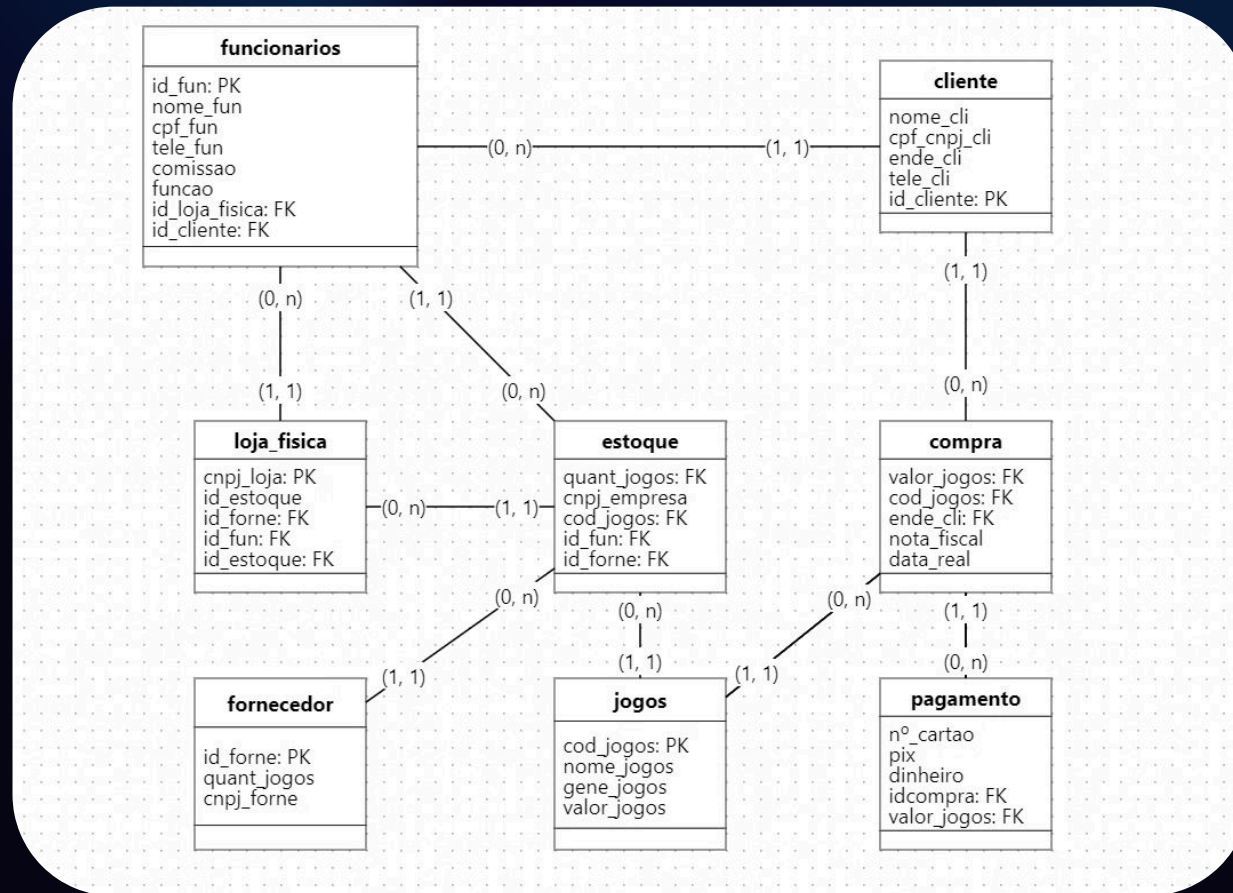 funcionarios
id_fun: PK
nome_fun
cpf_fun
tele_fun
comissao
funcao
id_loja_fisica: FK
id_cliente: FK
(0, n)
(1, 1)
cliente
nome_cli
cpf_cnpj_cli
ende_cli
tele_cli
id_cliente: PK
(0, n)
(1, 1)
(1, 1)
(1, 1)
(0, n)
(0, n)
loja_fisica
cnpj_loja: PK
id_estoque
id_forne: FK
id_fun: FK
id_estoque: FK
(0, n)
(1, 1)
estoque
quant_jogos: FK
cnpj_empresa
cod_jogos: FK
id_fun: FK
id_forne: FK
compra
valor_jogos: FK
cod_jogos: FK
ende_cli: FK
nota_fiscal
data_real
(0, n)
(0, n)
(0, n)
(1, 1)
(1, 1)
(1, 1)
(1, 1)
(0, n)
fornecedor
id_forne: PK
quant_jogos
cnpj_forne
jogos
cod_jogos: PK
nome_jogos
gene_jogos
valor_jogos
pagamento
nº_cartao
pix
dinheiro
idcompra: FK
valor_jogos: FK